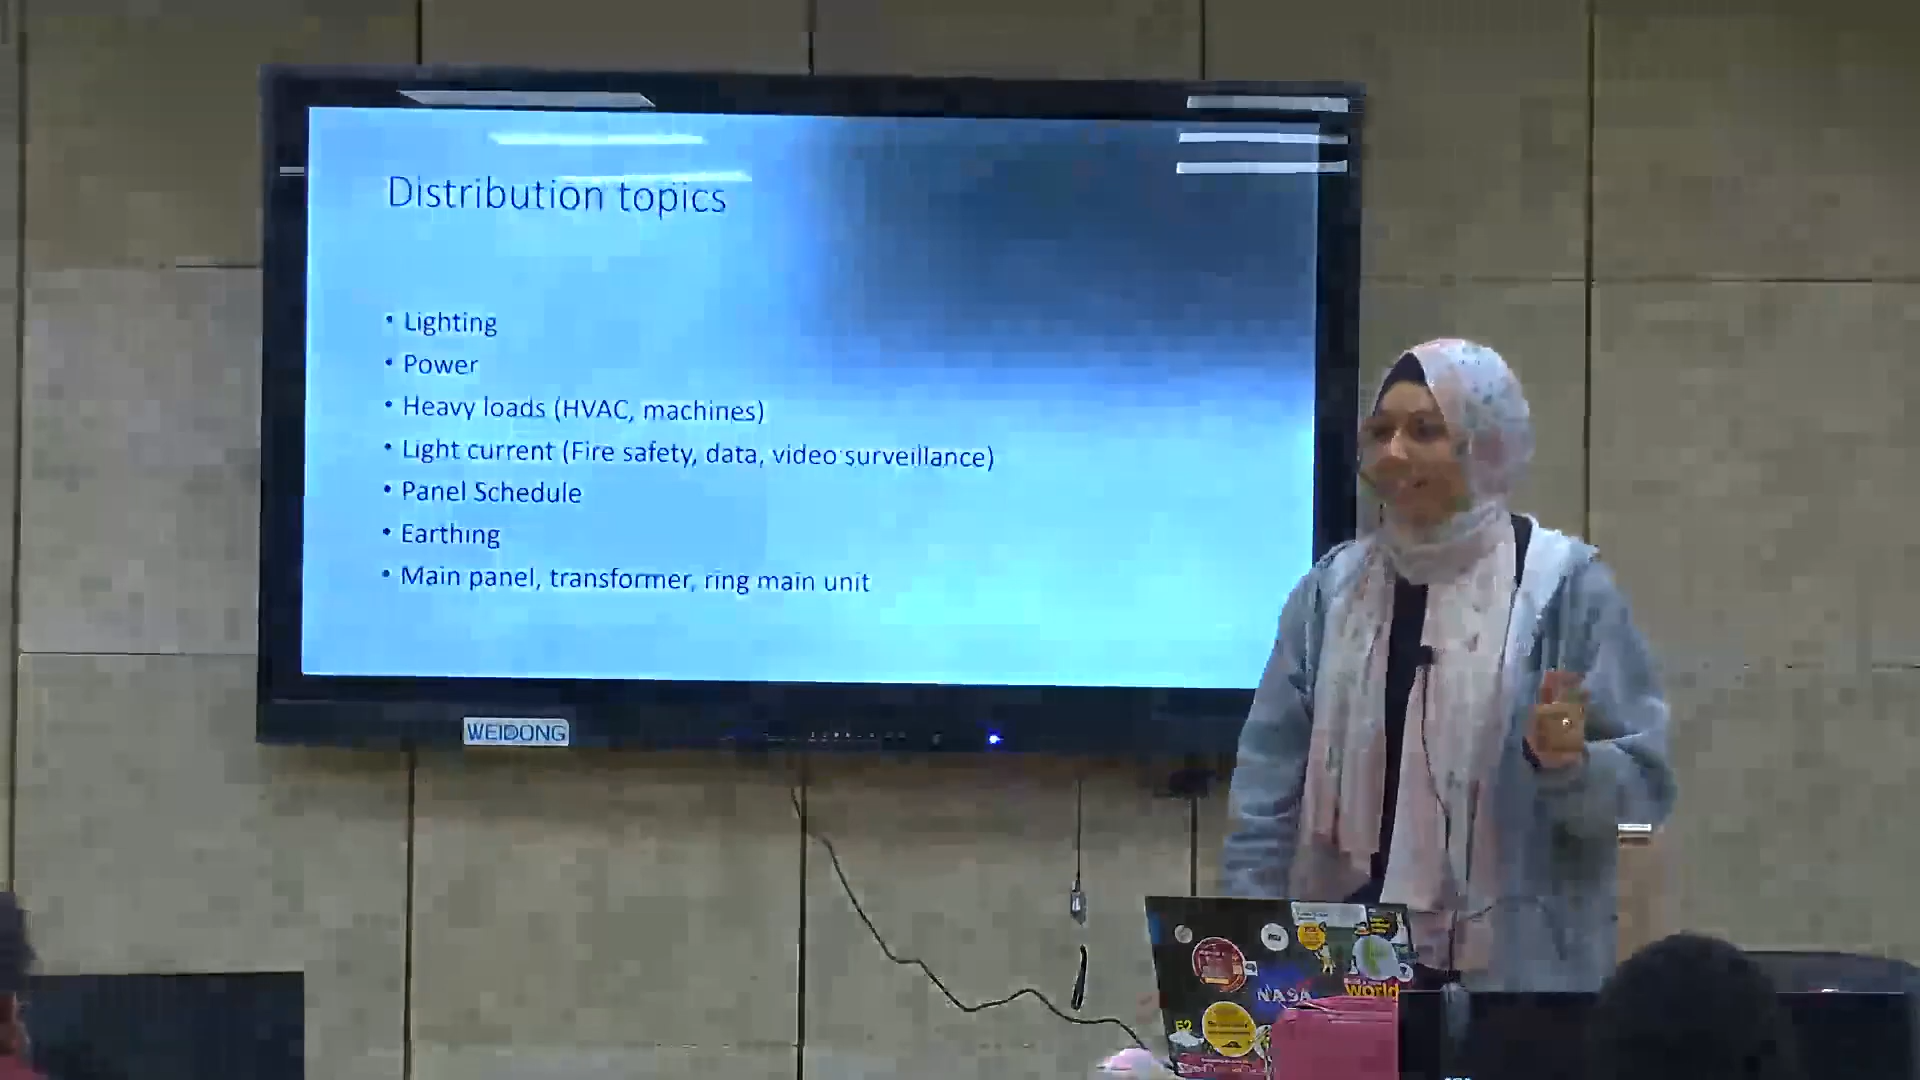 Distribution topics
• Lighting
• Power
• Heavy loads (HVAC, machines)
• Light current (Fire safety, data, video surveillance)
• Panel Schedule
• Earthing
• Main panel, transformer, ring main unit
WEIDONG
NASA
world